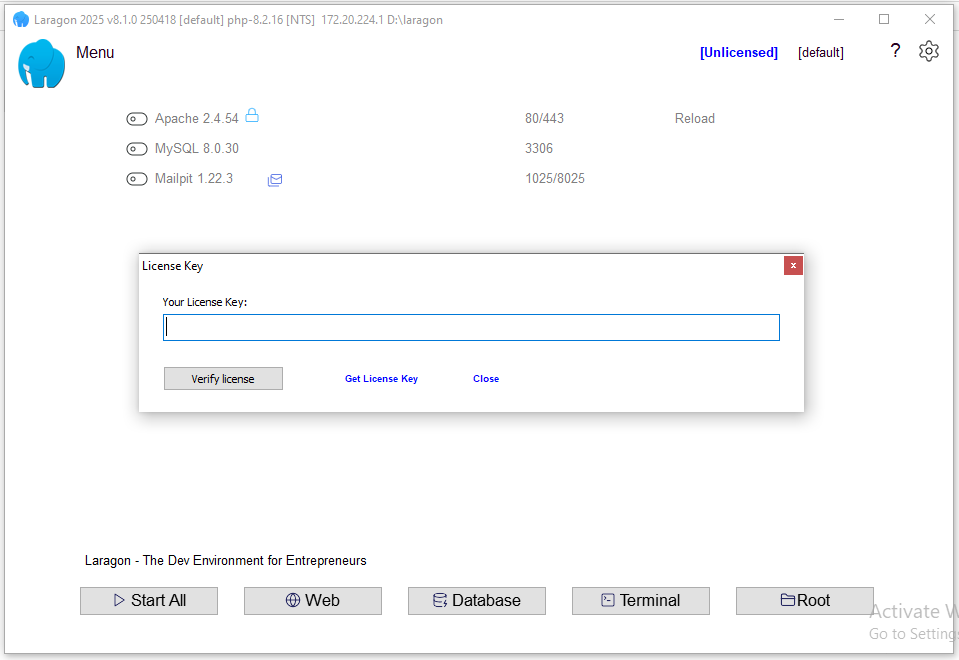 Laragon 2025 v8.1.0 250418 [default] php-8.2.16 [NTS]  172.20.224.1 D:\laragon
Menu [Unlicensed] [default] ?
Apache 2.4.54 80/443 Reload
MySQL 8.0.30 3306
Mailpit 1.22.3 1025/8025
License Key x
Your License Key:
Verify license Get License Key Close
Laragon - The Dev Environment for Entrepreneurs
Start All Web Database Terminal Root
Activate W
Go to Settings